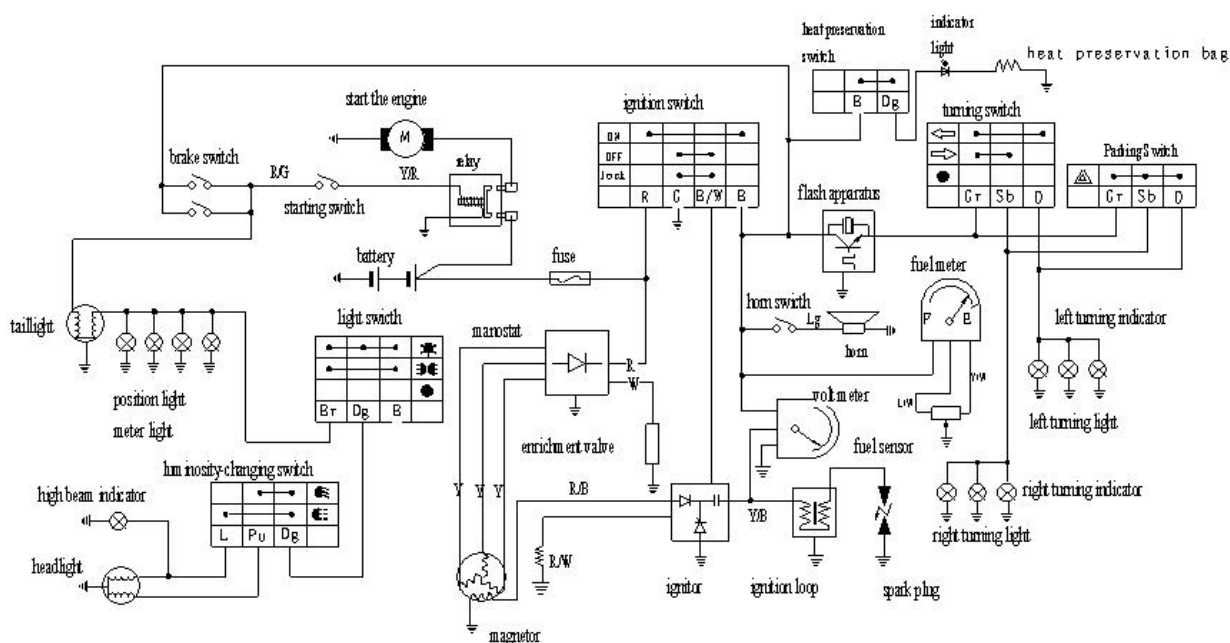 heat preservation
switch
indicator
light
heat preservation bag
B
Dg
start the engine
M
ignition switch
turning switch
ON
OFF
lock
R
G
B/W
B
Parking Switch
Gr
Sb
D
Gr
Sb
D
brake switch
R/G
starting switch
Y/R
relay
flash apparatus
battery
fuse
fuel meter
F
E
horn swicth
Lg
horn
taillight
light swicth
manostat
R
W
left turning indicator
position light
meter light
Br
Dg
B
enrichment valve
volt meter
L/W
Y/W
left turning light
fuel sensor
luminosity-changing switch
high beam indicator
L
Pu
Dg
Y
Y
Y
R/B
Y/B
right turning indicator
right turning light
headlight
R/W
ignitor
ignition loop
spark plug
magnetor